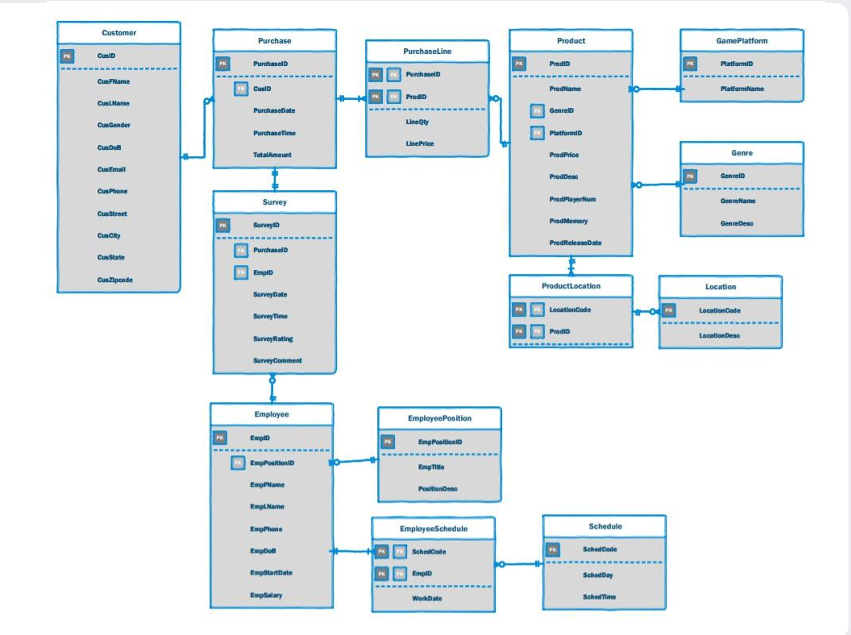 Customer
PK CusID
CusFName
CusLName
CusGender
CusDoB
CusEmail
CusPhone
CusStreet
CusCity
CusState
CusZipcode
Purchase
PK PurchaseID
FK CusID
PurchaseDate
PurchaseTime
TotalAmount
PurchaseLine
PK FK PurchaseID
PK FK ProdID
LineQty
LinePrice
Product
PK ProdID
ProdName
FK GenreID
FK PlatformID
ProdPrice
ProdDesc
ProdPlayerNum
ProdMemory
ProdReleaseDate
GamePlatform
PK PlatformID
PlatformName
Genre
PK GenreID
GenreName
GenreDesc
Survey
PK SurveyID
FK PurchaseID
FK EmpID
SurveyDate
SurveyTime
SurveyRating
SurveyComment
ProductLocation
PK FK LocationCode
PK FK ProdID
Location
PK LocationCode
LocationDesc
Employee
PK EmpID
FK EmpPositionID
EmpFName
EmpLName
EmpPhone
EmpDoB
EmpStartDate
EmpSalary
EmployeePosition
PK EmpPositionID
EmpTitle
PositionDesc
EmployeeSchedule
PK FK SchedCode
PK FK EmpID
WorkDate
Schedule
PK SchedCode
SchedDay
SchedTime